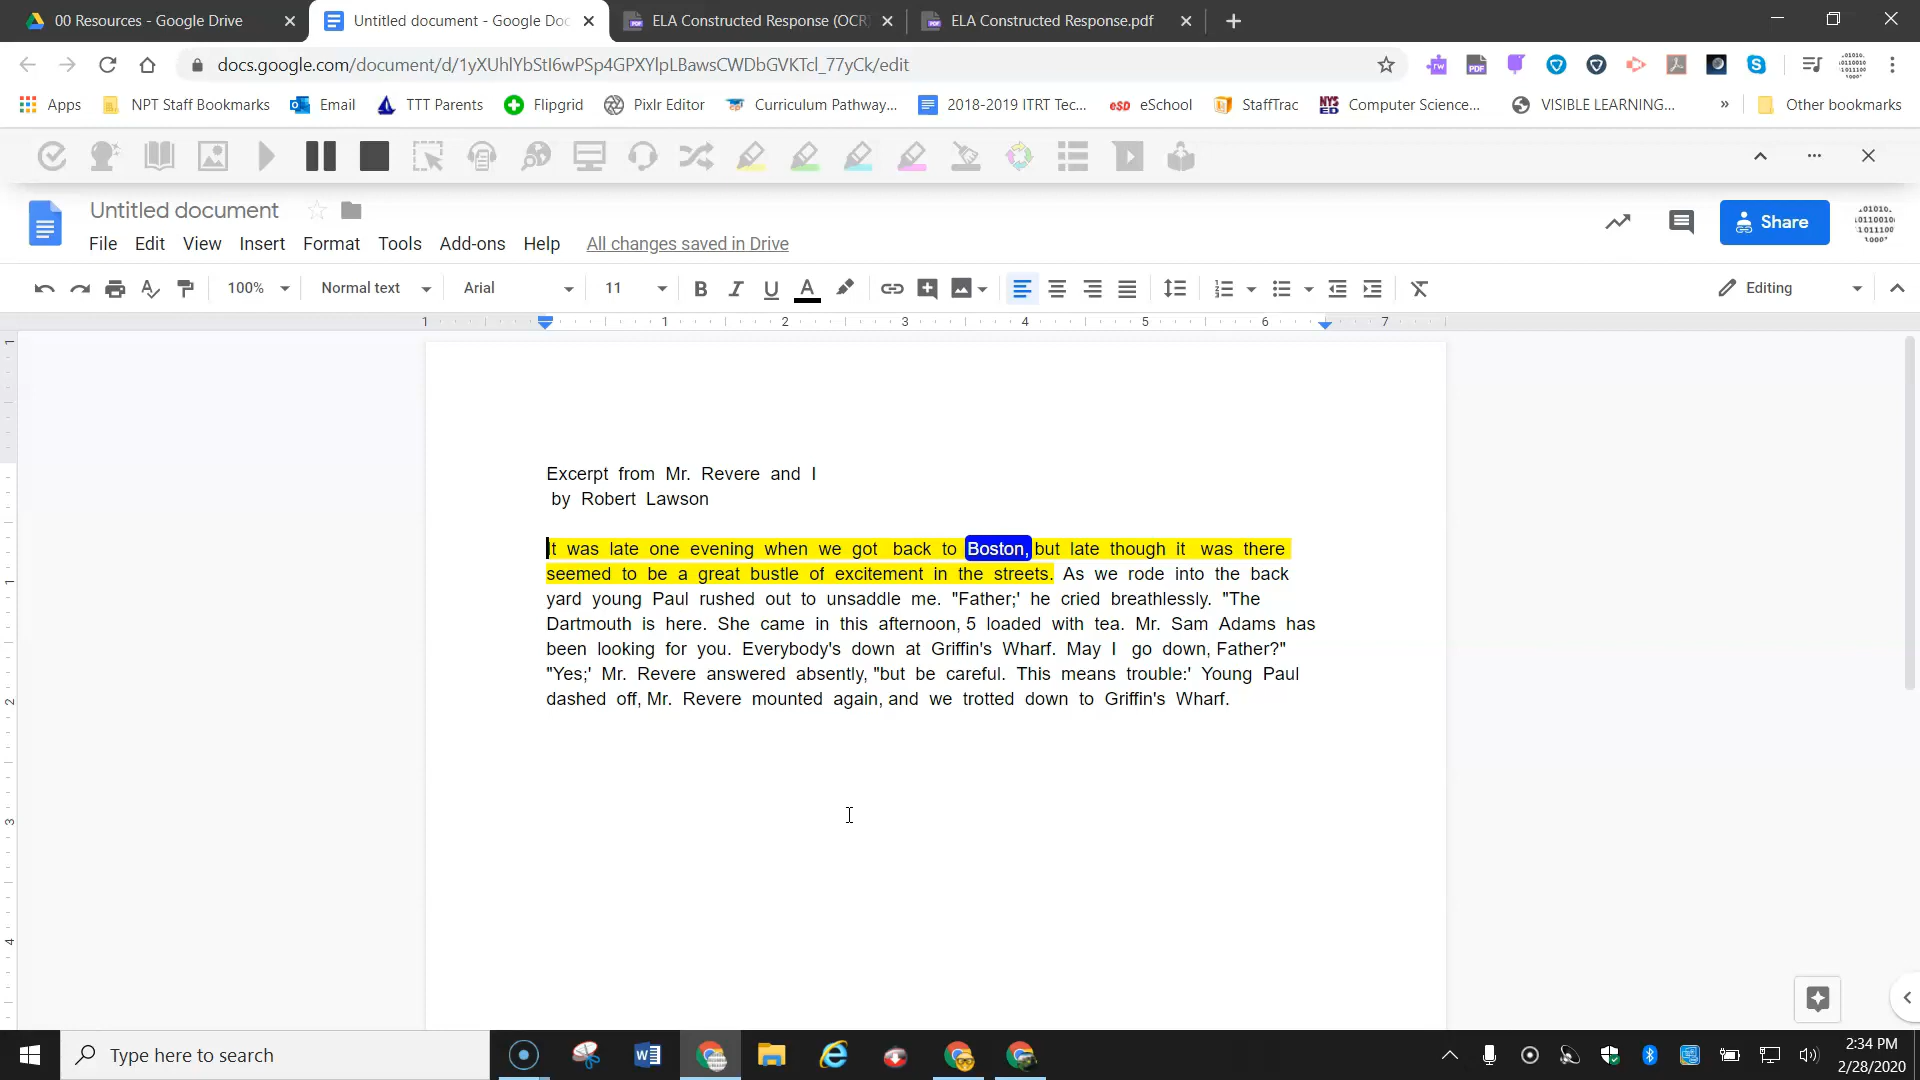 00 Resources - Google Drive
Untitled document - Google Doc
ELA Constructed Response (OCR
ELA Constructed Response.pdf
docs.google.com/document/d/1yXUhlYbStI6wPSp4GPXYlpLBawsCWDbGVKTcl_77yCk/edit
Apps NPT Staff Bookmarks Email TTT Parents Flipgrid Pixlr Editor Curriculum Pathway... 2018-2019 ITRT Tec... esD eSchool StaffTrac NYS ED Computer Science... VISIBLE LEARNING... » Other bookmarks
Untitled document
File Edit View Insert Format Tools Add-ons Help All changes saved in Drive
Share
100% Normal text Arial 11 B I U A Editing
1 1 2 3 4 5 6 7
Excerpt from Mr. Revere and I
by Robert Lawson
It was late one evening when we got back to Boston, but late though it was there
seemed to be a great bustle of excitement in the streets. As we rode into the back
yard young Paul rushed out to unsaddle me. "Father;' he cried breathlessly. "The
Dartmouth is here. She came in this afternoon, 5 loaded with tea. Mr. Sam Adams has
been looking for you. Everybody's down at Griffin's Wharf. May I go down, Father?"
"Yes;' Mr. Revere answered absently, "but be careful. This means trouble:' Young Paul
dashed off, Mr. Revere mounted again, and we trotted down to Griffin's Wharf.
1
1
2
3
4
Type here to search
2:34 PM
2/28/2020